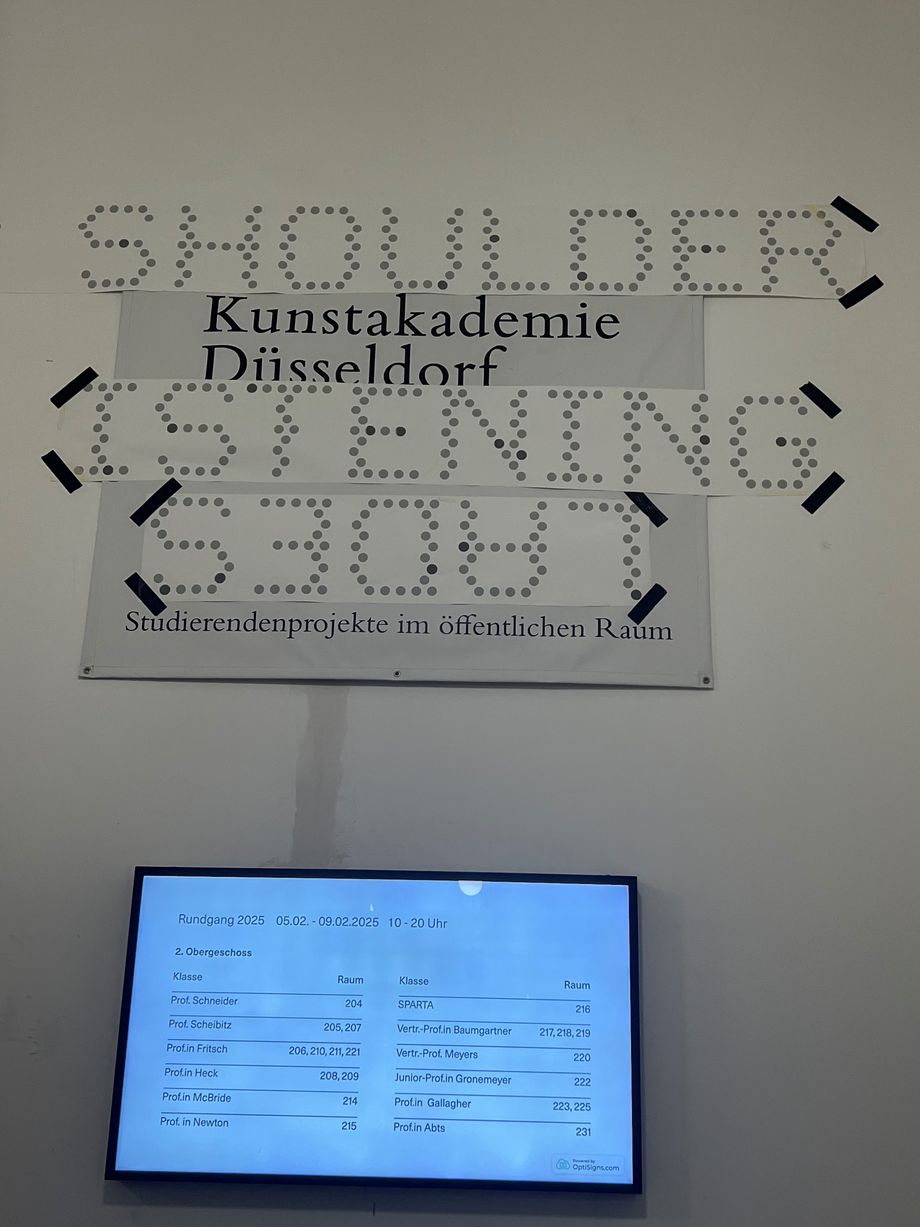 SHOULDER
Kunstakademie
Düsseldorf
ISTENING
LADES
Studierendenprojekte im öffentlichen Raum
Rundgang 2025 05.02. - 09.02.2025 10 - 20 Uhr
2. Obergeschoss
Klasse Raum
Prof. Schneider 204
Prof. Scheibitz 205, 207
Prof.in Fritsch 206, 210, 211, 221
Prof.in Heck 208, 209
Prof.in McBride 214
Prof. in Newton 215
Klasse Raum
SPARTA 216
Vertr.-Prof.in Baumgartner 217, 218, 219
Vertr.-Prof. Meyers 220
Junior-Prof.in Gronemeyer 222
Prof.in Gallagher 223, 225
Prof.in Abts 231
Powered by
OptiSigns.com